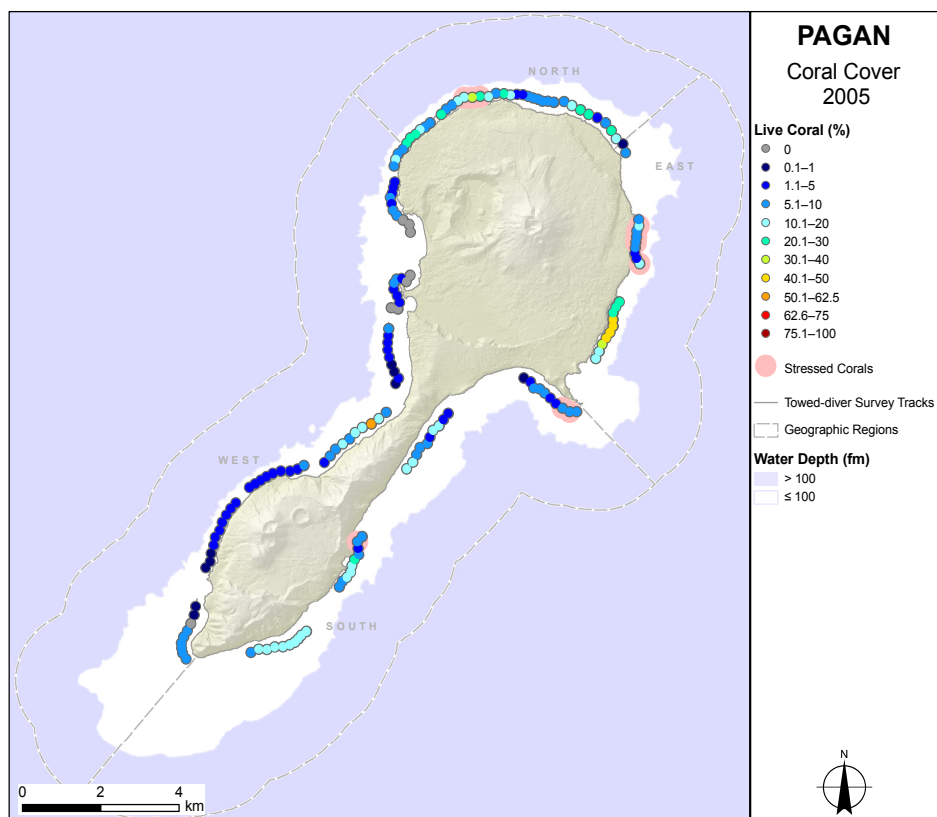 PAGAN
Coral Cover
2005
Live Coral (%)
0
0.1–1
1.1–5
5.1–10
10.1–20
20.1–30
30.1–40
40.1–50
50.1–62.5
62.6–75
75.1–100
Stressed Corals
Towed-diver Survey Tracks
Geographic Regions
Water Depth (fm)
> 100
≤ 100
N
NORTH
EAST
WEST
SOUTH
0 2 4
km